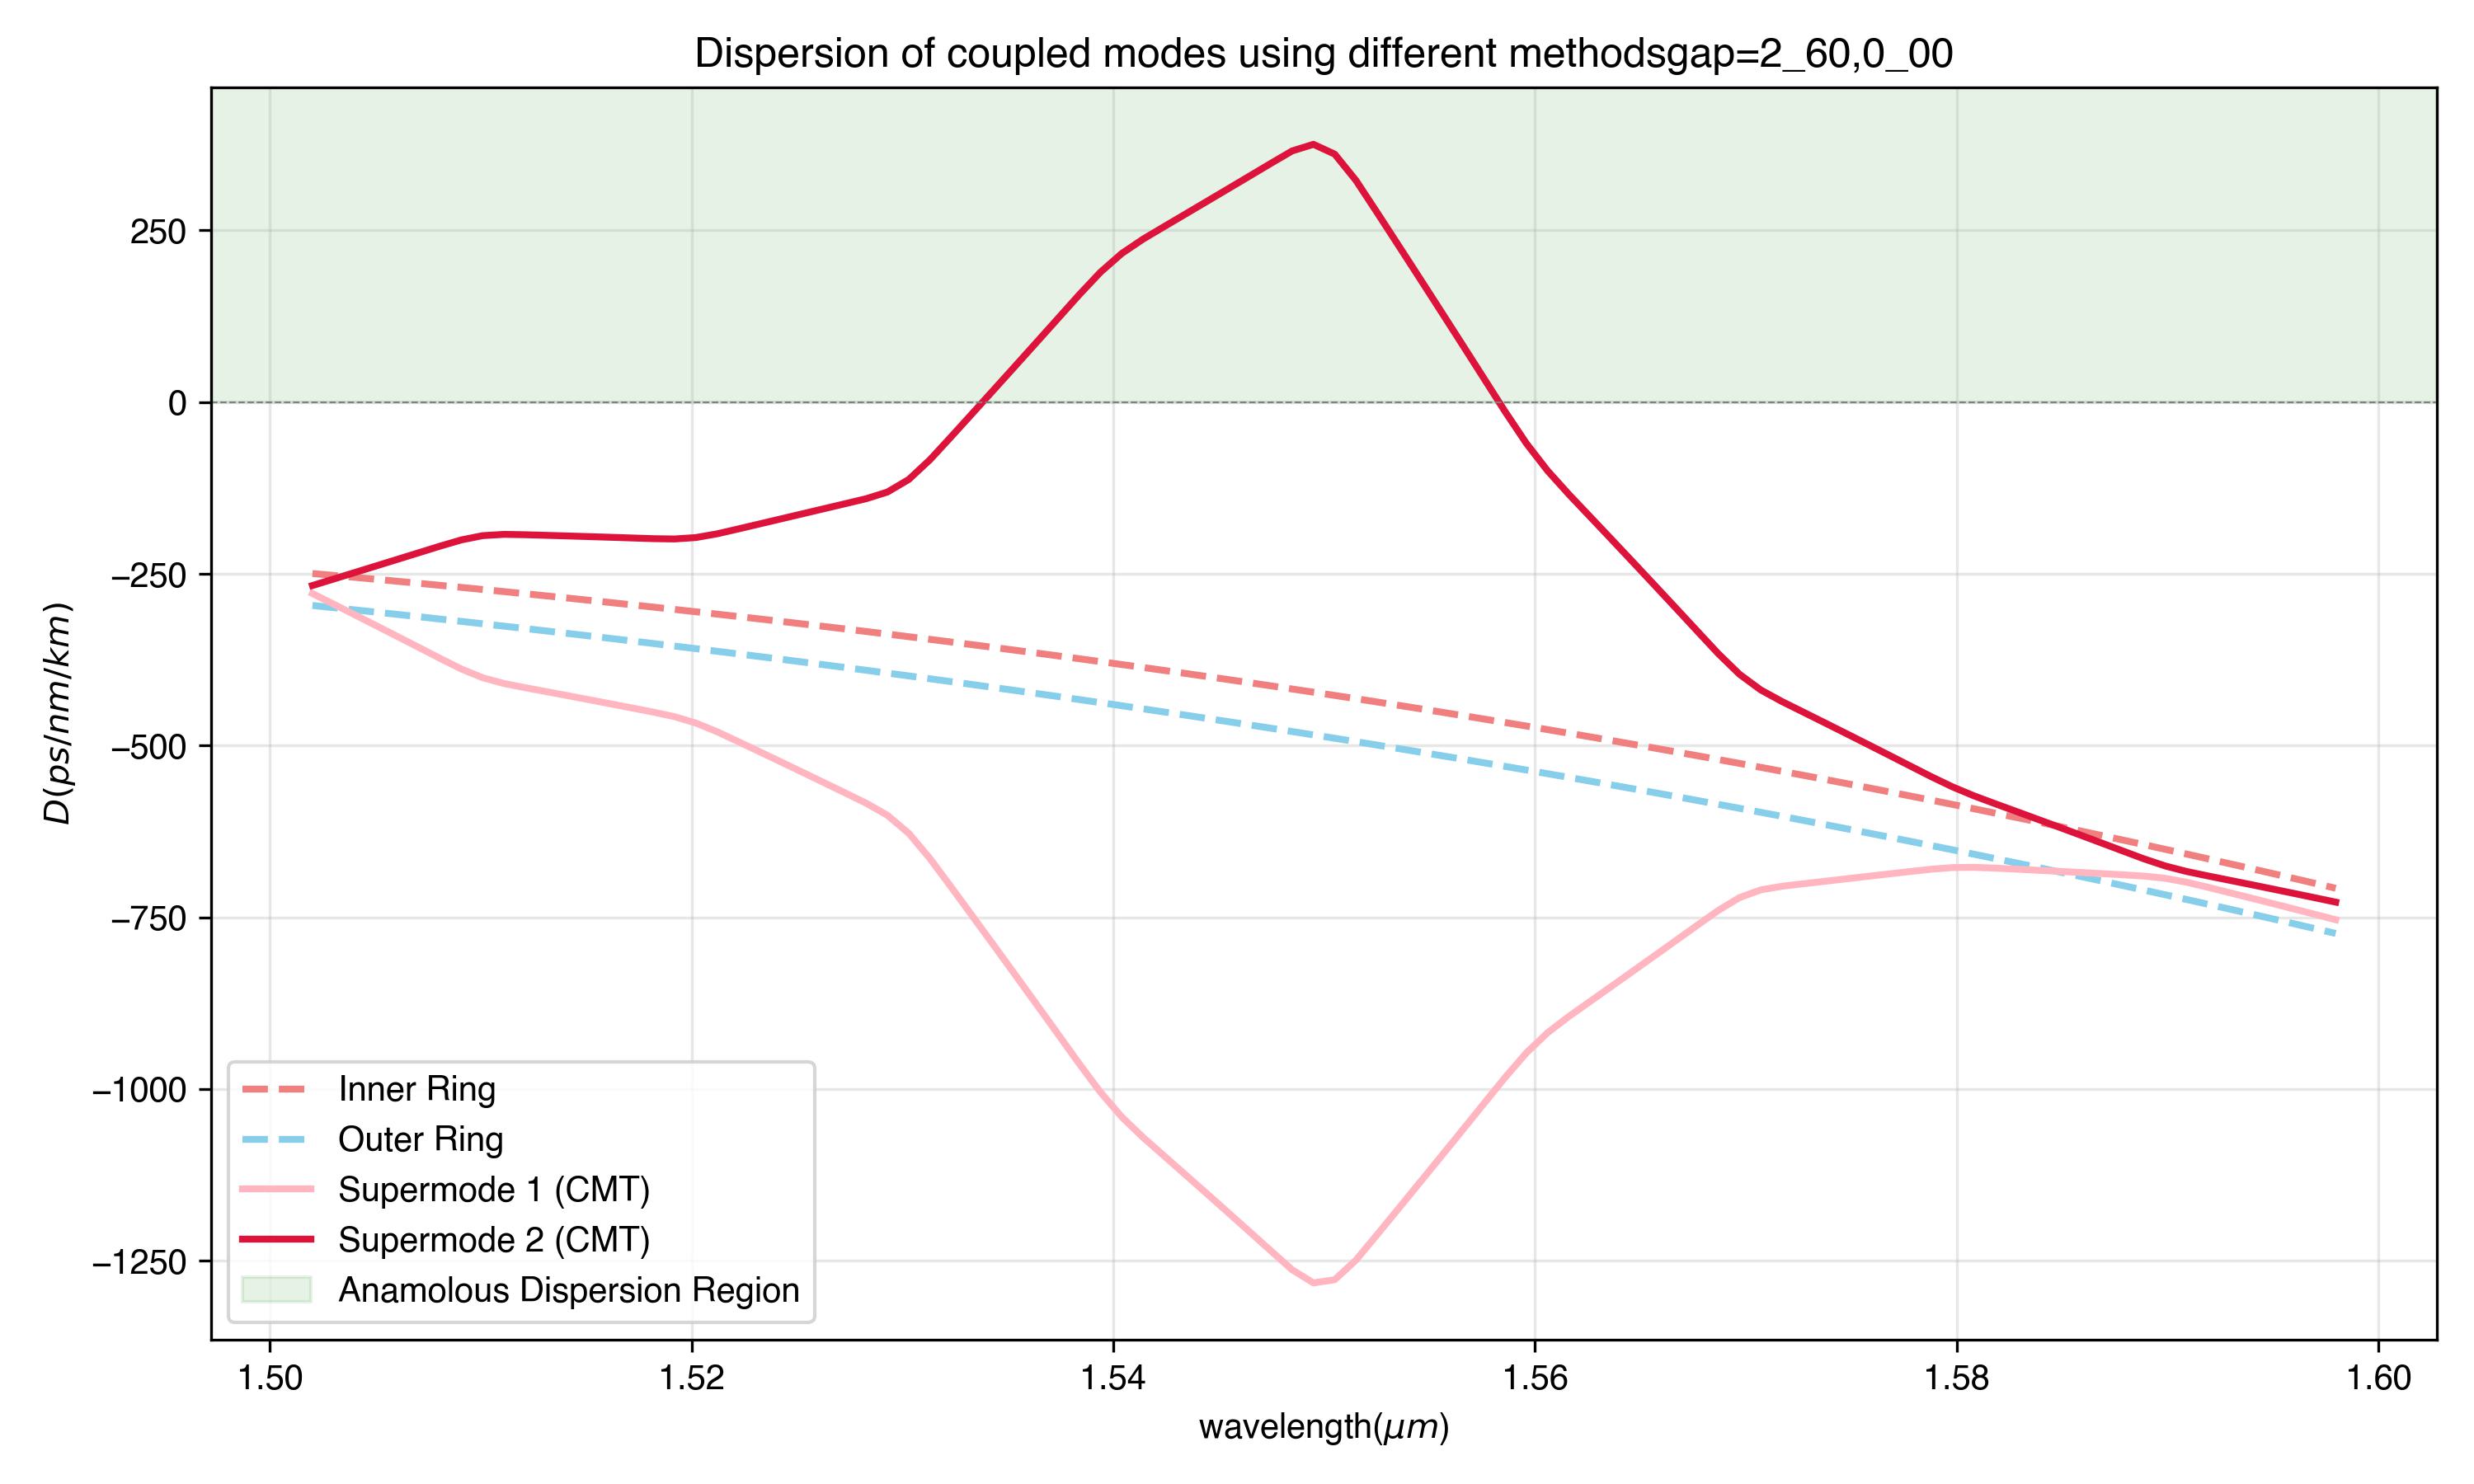 Dispersion of coupled modes using different methodsgap=2_60,0_00
250
0
−250
−500
−750
−1000
−1250
D(ps/nm/km)
Inner Ring
Outer Ring
Supermode 1 (CMT)
Supermode 2 (CMT)
Anamolous Dispersion Region
1.50 1.52 1.54 1.56 1.58 1.60
wavelength(μm)